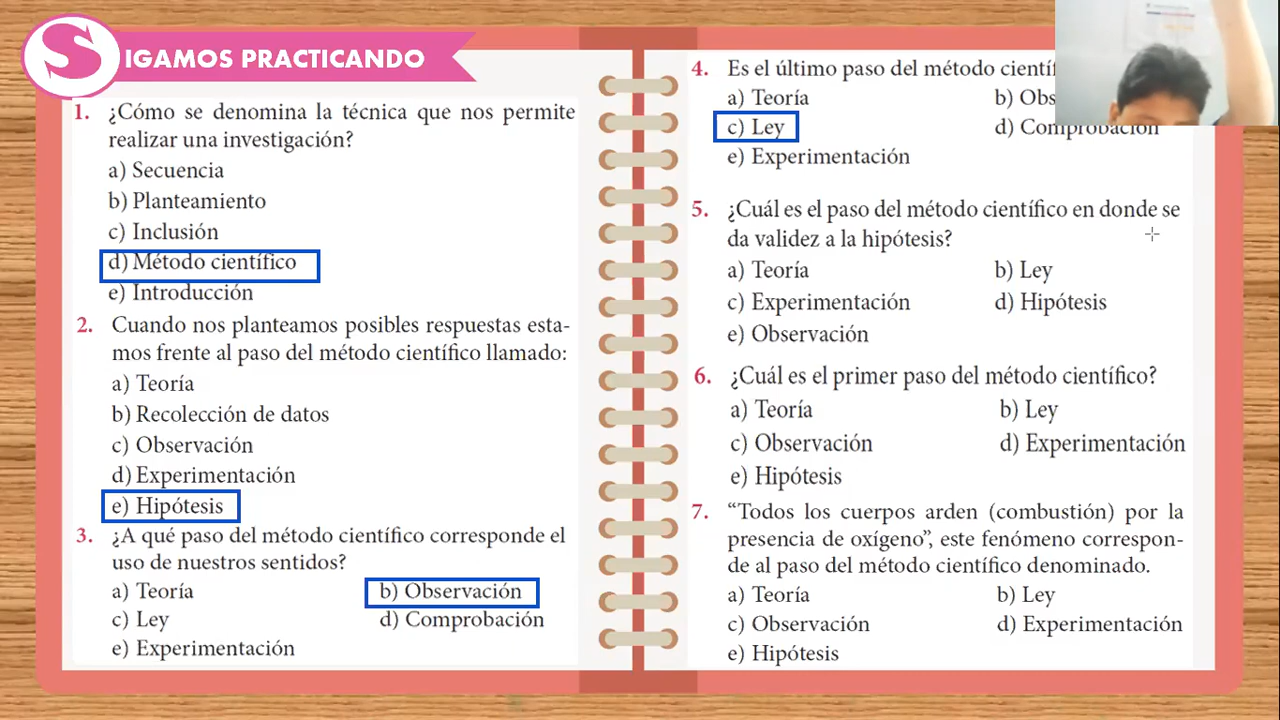 SIGAMOS PRACTICANDO
1. ¿Cómo se denomina la técnica que nos permite
realizar una investigación?
a) Secuencia
b) Planteamiento
c) Inclusión
d) Método científico
e) Introducción
2. Cuando nos planteamos posibles respuestas esta-
mos frente al paso del método científico llamado:
a) Teoría
b) Recolección de datos
c) Observación
d) Experimentación
e) Hipótesis
3. ¿A qué paso del método científico corresponde el
uso de nuestros sentidos?
a) Teoría b) Observación
c) Ley d) Comprobación
e) Experimentación
4. Es el último paso del método
a) Teoría b)
c) Ley d) Comprobación
e) Experimentación
5. ¿Cuál es el paso del método científico en donde se
da validez a la hipótesis?
a) Teoría b) Ley
c) Experimentación d) Hipótesis
e) Observación
6. ¿Cuál es el primer paso del método científico?
a) Teoría b) Ley
c) Observación d) Experimentación
e) Hipótesis
7. “Todos los cuerpos arden (combustión) por la
presencia de oxígeno”, este fenómeno correspon-
de al paso del método científico denominado.
a) Teoría b) Ley
c) Observación d) Experimentación
e) Hipótesis